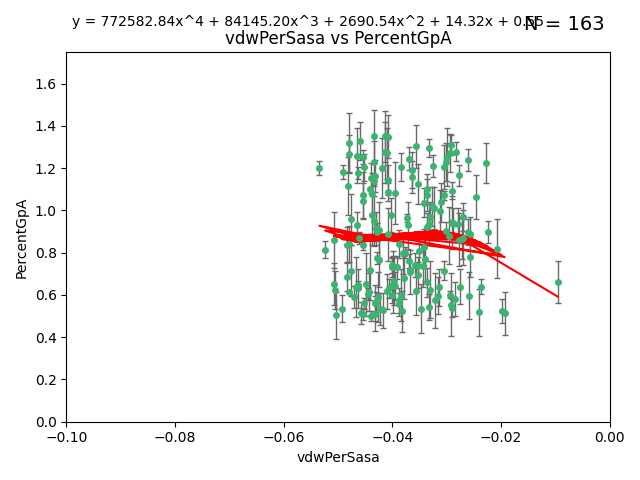 y = 772582.84x^4 + 84145.20x^3 + 2690.54x^2 + 14.32x +
N = 163
vdwPerSasa vs PercentGpA
PercentGpA
1.6
1.4
1.2
1.0
0.8
0.6
0.4
0.2
0.0
−0.10 −0.08 −0.06 −0.04 −0.02 0.00
vdwPerSasa